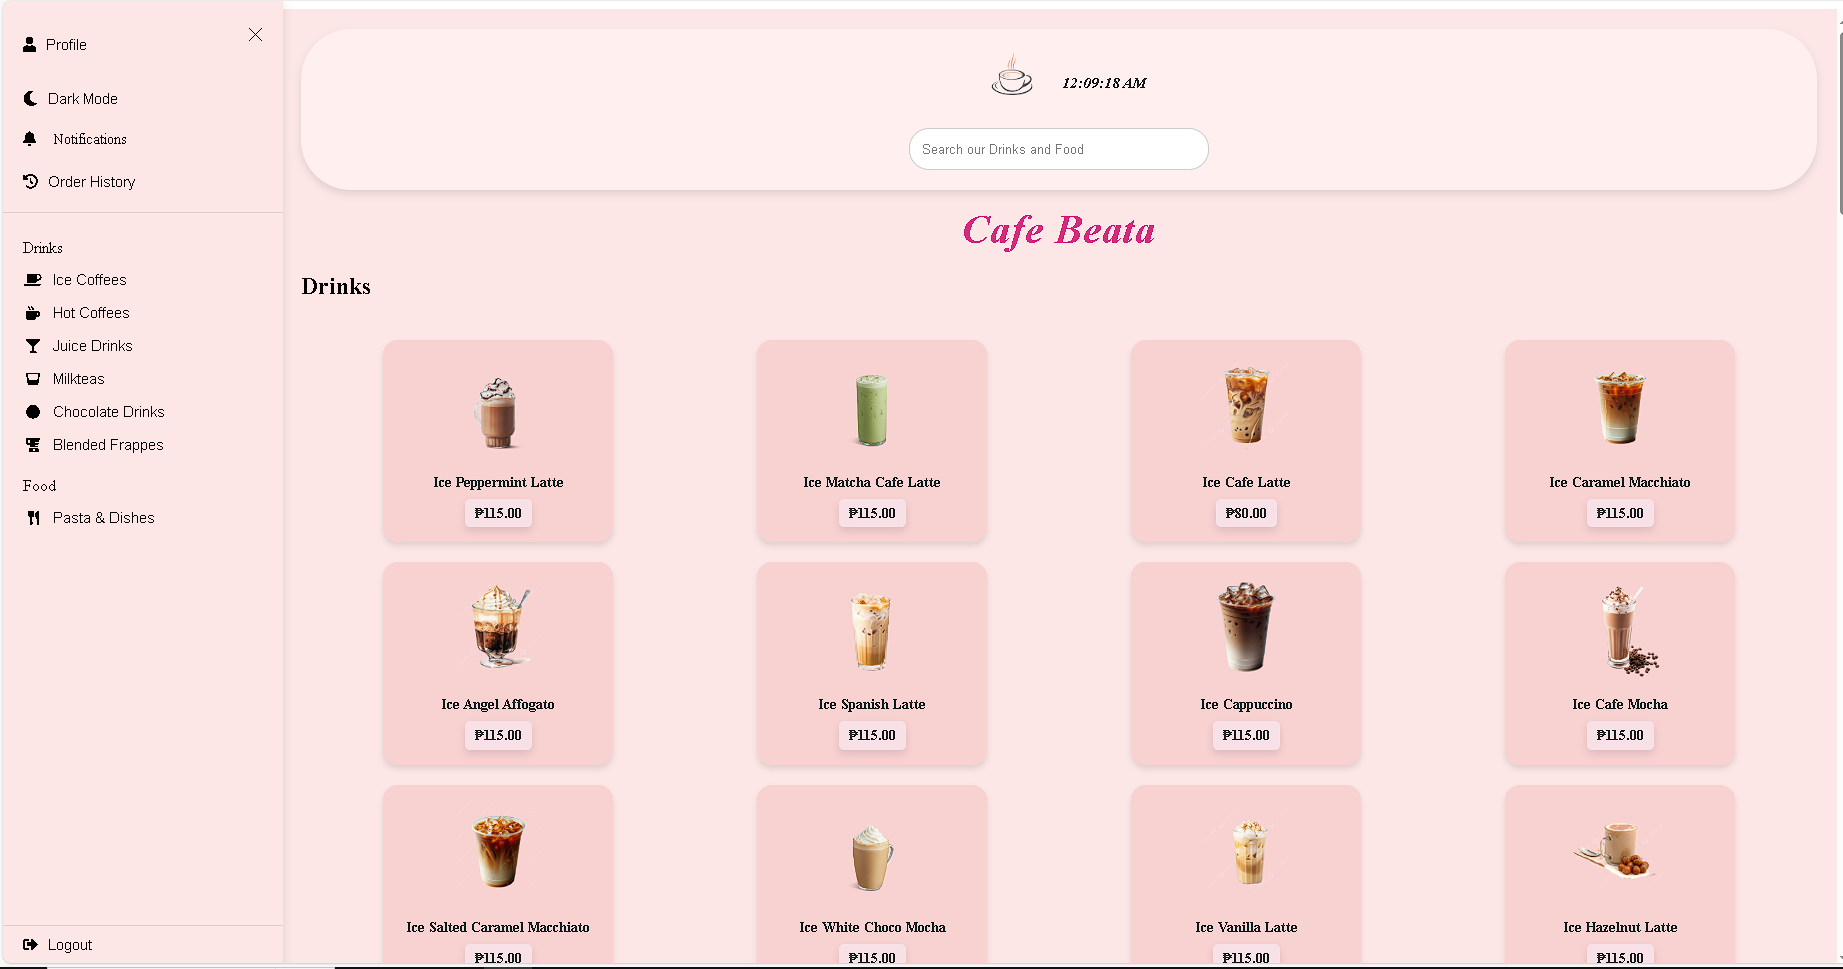 Profile
Dark Mode
Notifications
Order History
Drinks
Ice Coffees
Hot Coffees
Juice Drinks
Milkteas
Chocolate Drinks
Blended Frappes
Food
Pasta & Dishes
Logout
12:09:18 AM
Search our Drinks and Food
Cafe Beata
Drinks
Ice Peppermint Latte
₱115.00
Ice Matcha Cafe Latte
₱115.00
Ice Cafe Latte
₱80.00
Ice Caramel Macchiato
₱115.00
Ice Angel Affogato
₱115.00
Ice Spanish Latte
₱115.00
Ice Cappuccino
₱115.00
Ice Cafe Mocha
₱115.00
Ice Salted Caramel Macchiato
₱115.00
Ice White Choco Mocha
₱115.00
Ice Vanilla Latte
₱115.00
Ice Hazelnut Latte
₱115.00